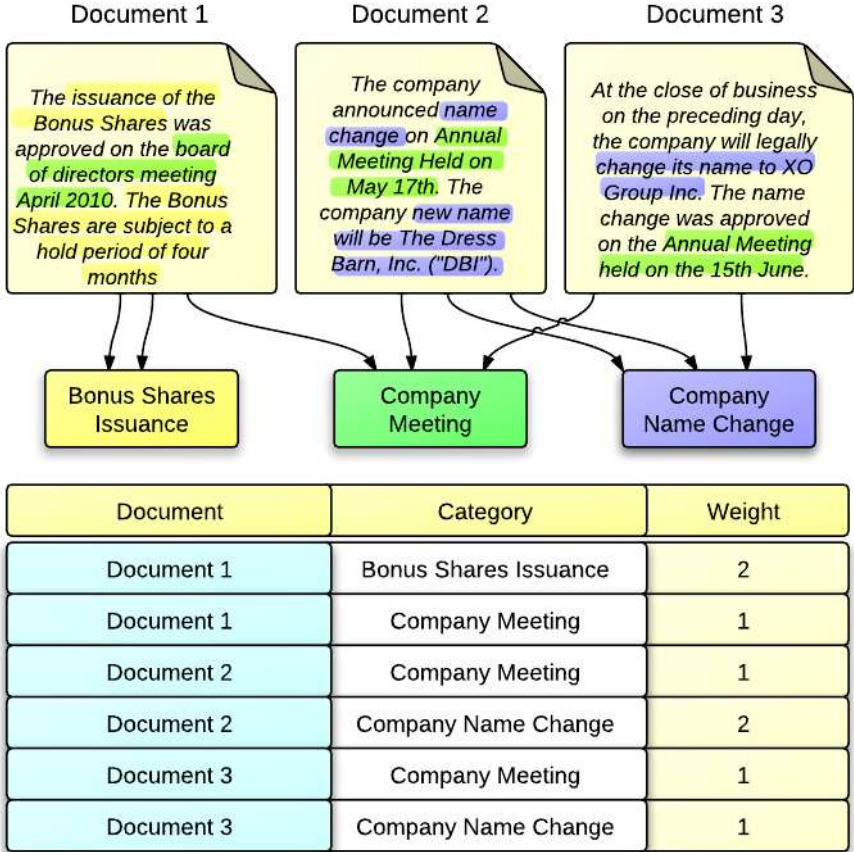 Document 1
Document 2
Document 3
The issuance of the
Bonus Shares was
approved on the board
of directors meeting
April 2010. The Bonus
Shares are subject to a
hold period of four
months
The company
announced name
change on Annual
Meeting Held on
May 17th. The
company new name
will be The Dress
Barn, Inc. ("DBI").
At the close of business
on the preceding day,
the company will legally
change its name to XO
Group Inc. The name
change was approved
on the Annual Meeting
held on the 15th June.
Bonus Shares
Issuance
Company
Meeting
Company
Name Change
Document Category Weight
Document 1 Bonus Shares Issuance 2
Document 1 Company Meeting 1
Document 2 Company Meeting 1
Document 2 Company Name Change 2
Document 3 Company Meeting 1
Document 3 Company Name Change 1